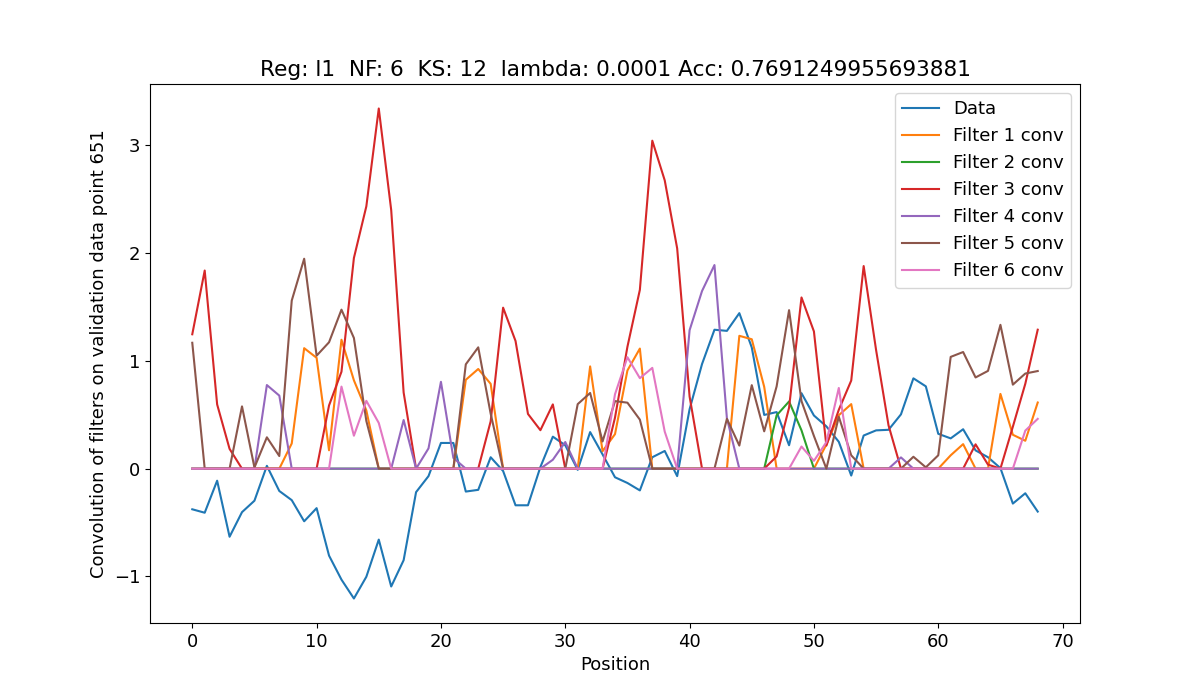 Reg: l1  NF: 6  KS: 12  lambda: 0.0001 Acc: 0.7691249955693881
Convolution of filters on validation data point 651
3
2
1
0
−1
Data
Filter 1 conv
Filter 2 conv
Filter 3 conv
Filter 4 conv
Filter 5 conv
Filter 6 conv
0 10 20 30 40 50 60 70
Position